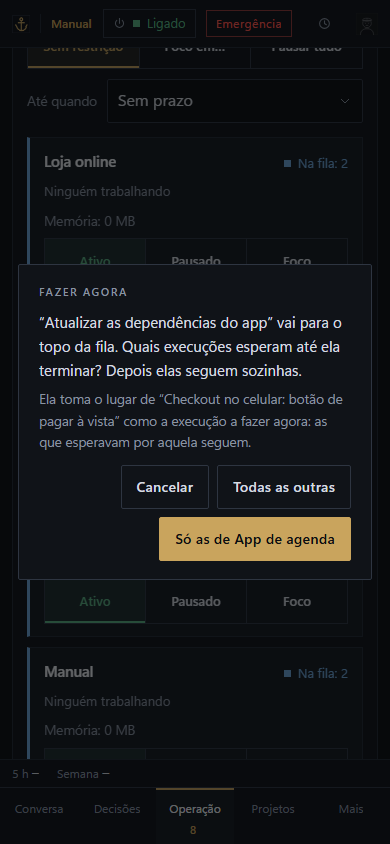 Manual
Ligado
Emergência
Sem restrição
Foco em...
Pausar tudo
Até quando
Sem prazo
Loja online
Na fila: 2
Ninguém trabalhando
Memória: 0 MB
Ativo
Pausado
Foco
FAZER AGORA
“Atualizar as dependências do app” vai para o
topo da fila. Quais execuções esperam até ela
terminar? Depois elas seguem sozinhas.
Ela toma o lugar de “Checkout no celular: botão de
pagar à vista” como a execução a fazer agora: as
que esperavam por aquela seguem.
Cancelar
Todas as outras
Só as de App de agenda
Ativo
Pausado
Foco
Manual
Na fila: 2
Ninguém trabalhando
Memória: 0 MB
5 h –
Semana –
Conversa
Decisões
Operação
Projetos
Mais
8